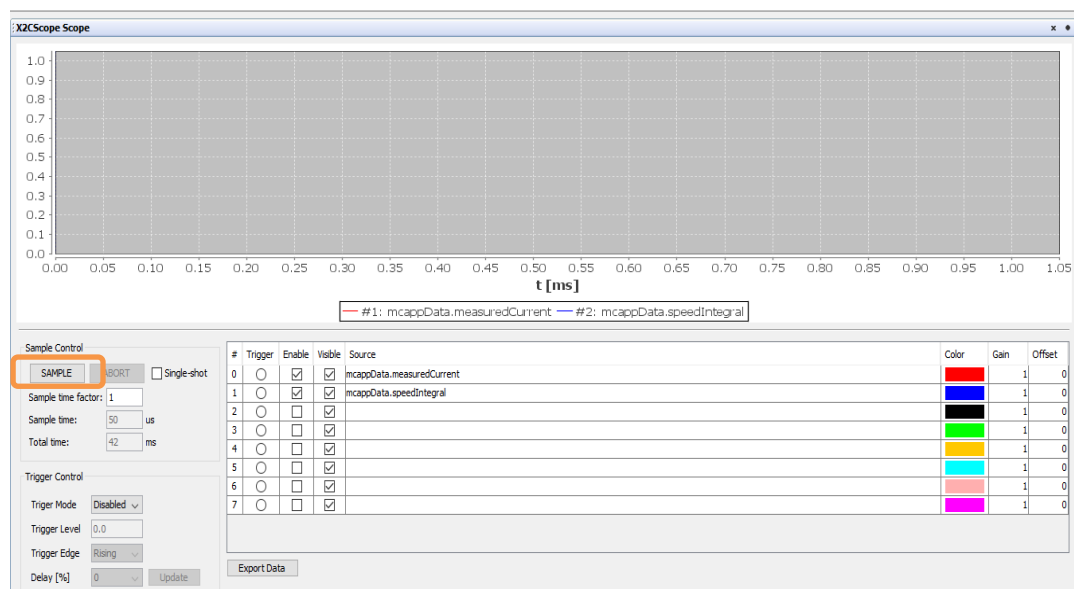 X2CScope Scope
1.0
0.9
0.8
0.7
0.6
0.5
0.4
0.3
0.2
0.1
0.0
0.00 0.05 0.10 0.15 0.20 0.25 0.30 0.35 0.40 0.45 0.50 0.55 0.60 0.65 0.70 0.75 0.80 0.85 0.90 0.95 1.00 1.05
t [ms]
#1: mcappData.measuredCurrent #2: mcappData.speedIntegral
Sample Control
SAMPLE ABORT Single-shot
Sample time factor: 1
Sample time: 50 us
Total time: 42 ms
Trigger Control
Triger Mode Disabled
Trigger Level 0.0
Trigger Edge Rising
Delay [%] 0 Update
# Trigger Enable Visible Source Color Gain Offset
0 mcappData.measuredCurrent 1 0
1 mcappData.speedIntegral 1 0
2 1 0
3 1 0
4 1 0
5 1 0
6 1 0
7 1 0
Export Data